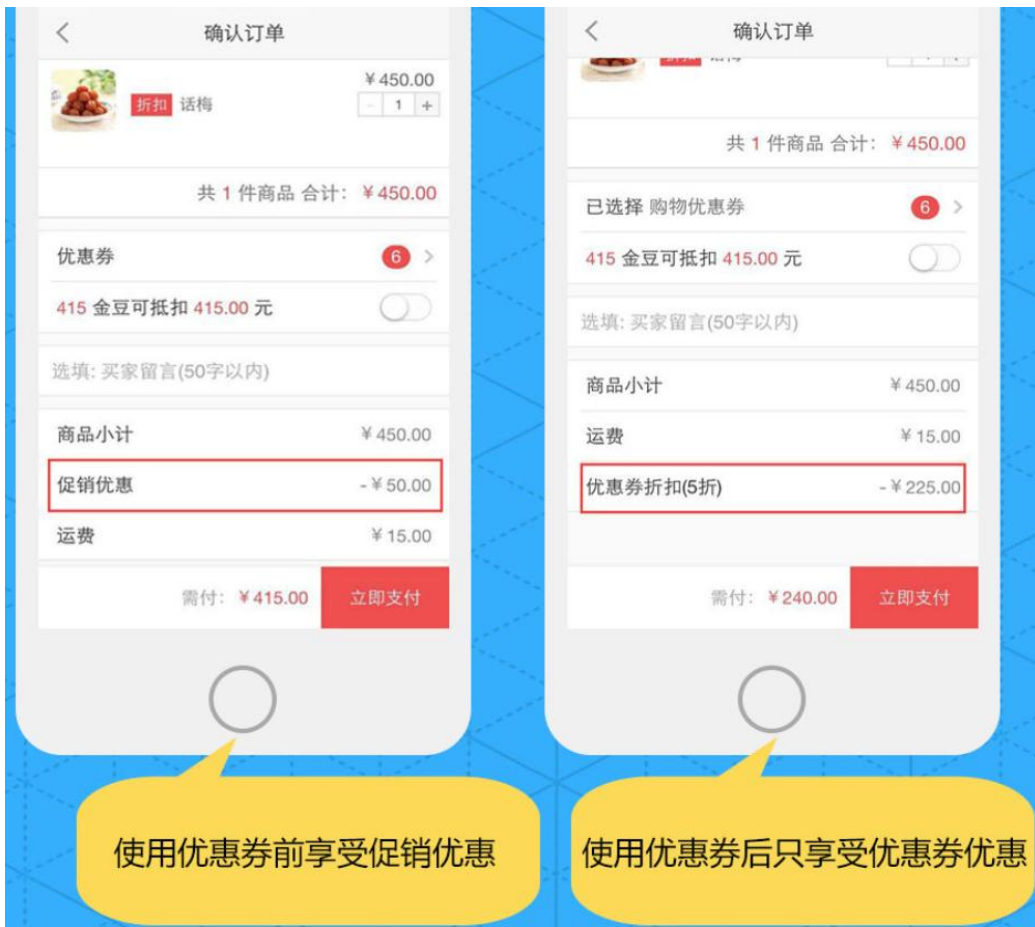 确认订单
¥450.00
折扣 话梅
- 1 +
共 1 件商品 合计: ¥450.00
优惠券 6
415 金豆可抵扣 415.00 元
选填: 买家留言(50字以内)
商品小计 ¥450.00
促销优惠 -¥50.00
运费 ¥15.00
需付: ¥415.00 立即支付
使用优惠券前享受促销优惠
确认订单
共 1 件商品 合计: ¥450.00
已选择 购物优惠券 6
415 金豆可抵扣 415.00 元
选填: 买家留言(50字以内)
商品小计 ¥450.00
运费 ¥15.00
优惠券折扣(5折) -¥225.00
需付: ¥240.00 立即支付
使用优惠券后只享受优惠券优惠